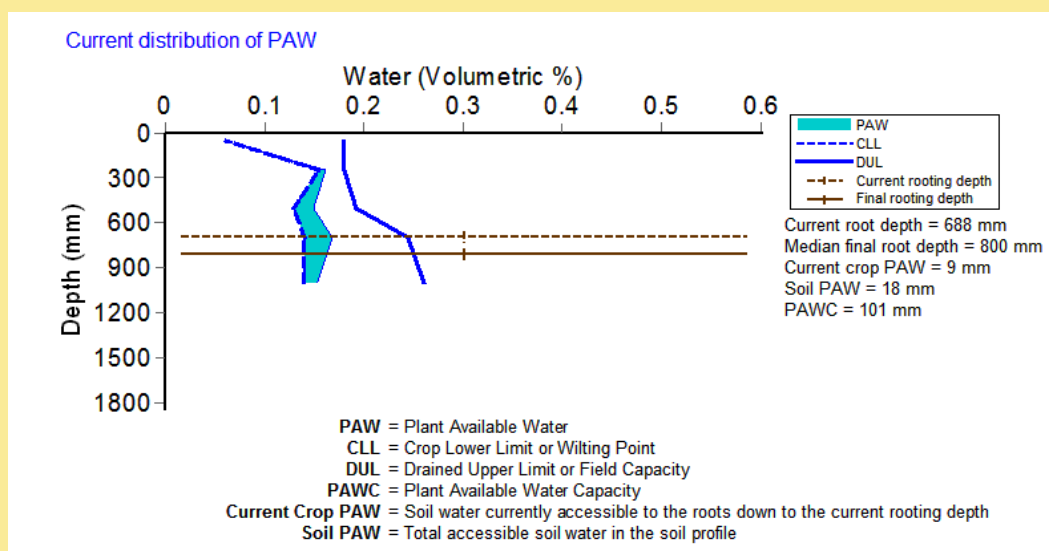 Current distribution of PAW
Water (Volumetric %)
0 0.1 0.2 0.3 0.4 0.5 0.6
Depth (mm)
0
300
600
900
1200
1500
1800
PAW
CLL
DUL
Current rooting depth
Final rooting depth
Current root depth = 688 mm
Median final root depth = 800 mm
Current crop PAW = 9 mm
Soil PAW = 18 mm
PAWC = 101 mm
PAW = Plant Available Water
CLL = Crop Lower Limit or Wilting Point
DUL = Drained Upper Limit or Field Capacity
PAWC = Plant Available Water Capacity
Current Crop PAW = Soil water currently accessible to the roots down to the current rooting depth
Soil PAW = Total accessible soil water in the soil profile